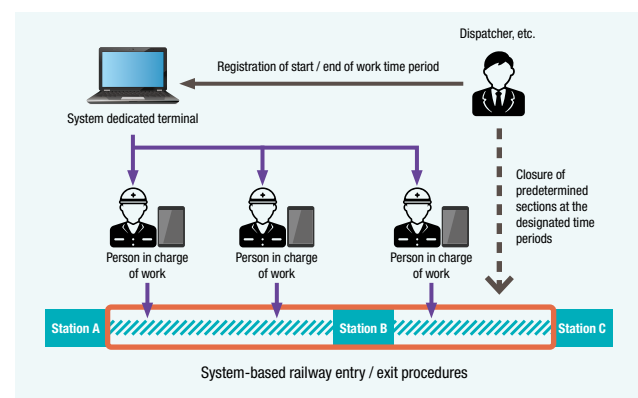 Dispatcher, etc.
Registration of start / end of work time period
System dedicated terminal
Closure of
predetermined
sections at the
designated time
periods
Person in charge
of work
Person in charge
of work
Person in charge
of work
Station A
Station B
Station C
System-based railway entry / exit procedures